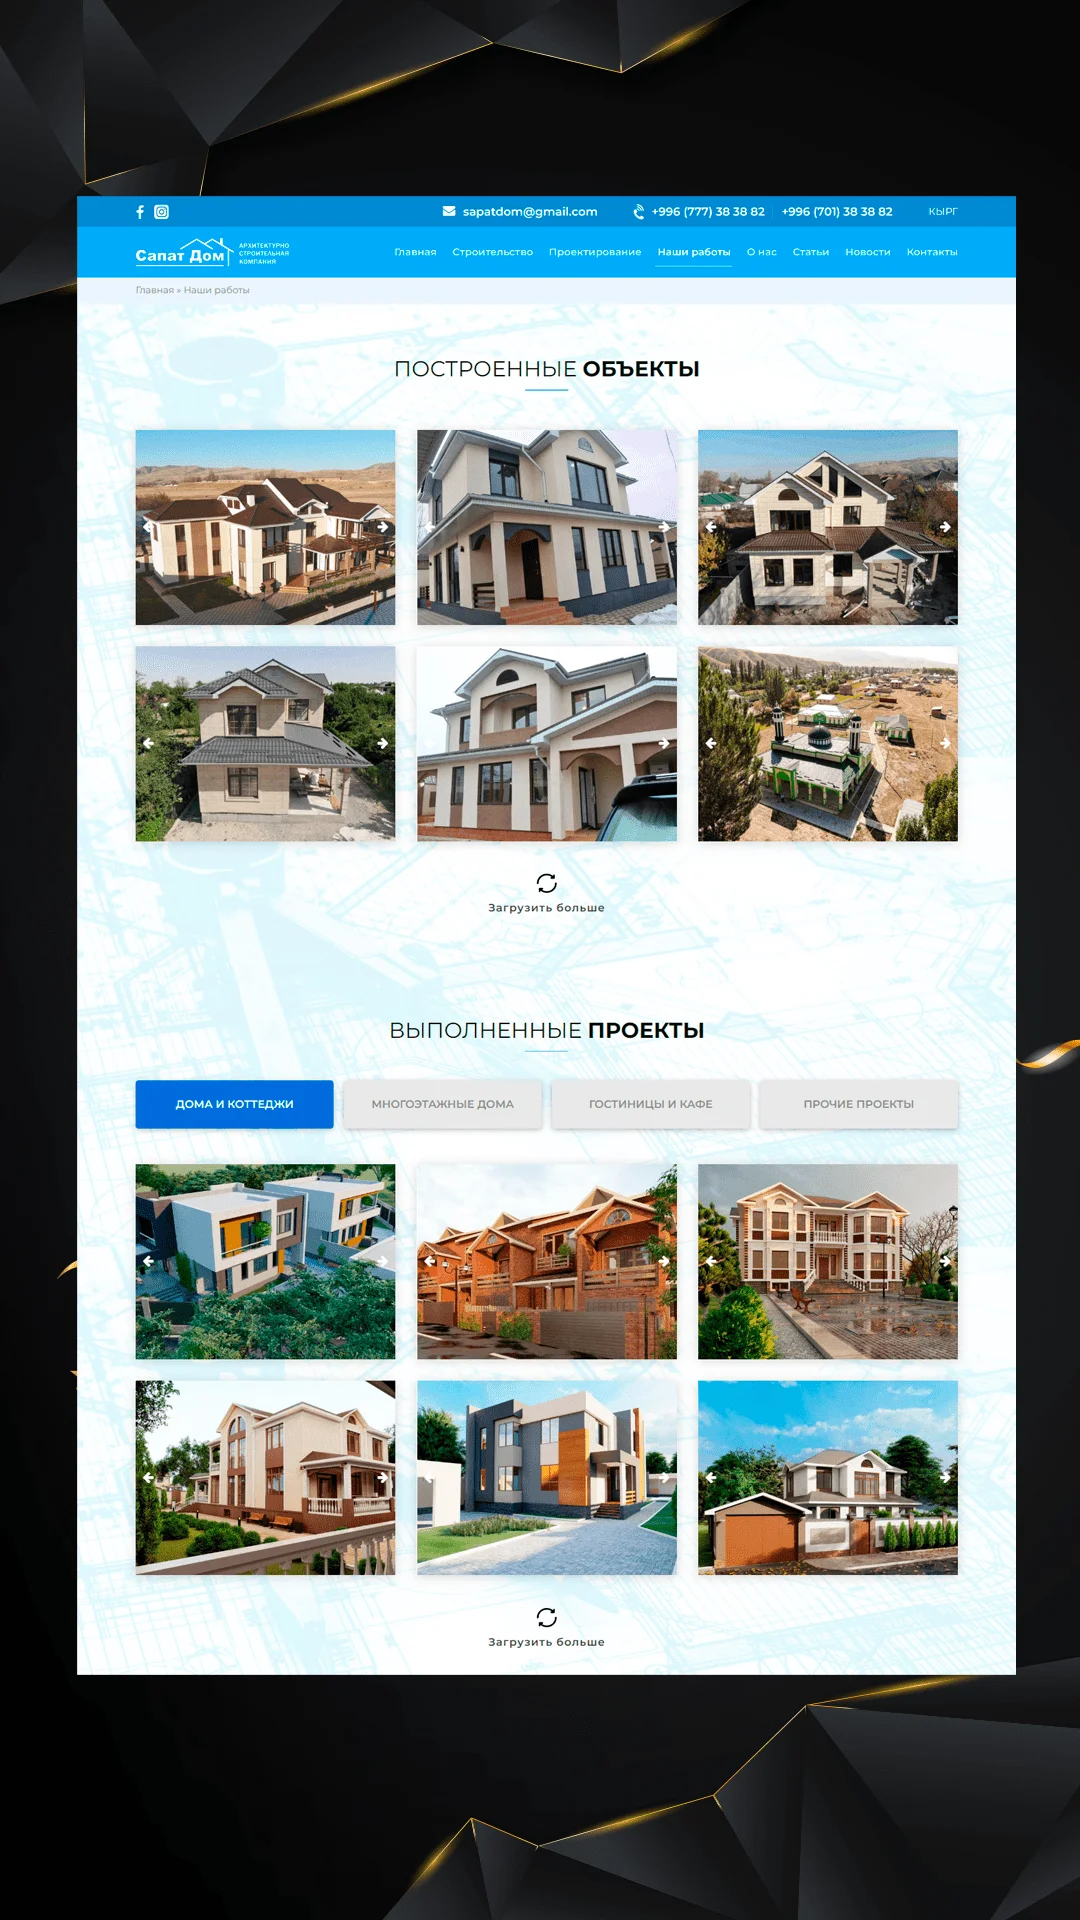 sapatdom@gmail.com +996 (777) 38 38 82 +996 (701) 38 38 82 КЫРГ
Сапат Дом
АРХИТЕКТУРНО
СТРОИТЕЛЬНАЯ
КОМПАНИЯ
Главная Строительство Проектирование Наши работы О нас Статьи Новости Контакты
Главная » Наши работы
ПОСТРОЕННЫЕ ОБЪЕКТЫ
Загрузить больше
ВЫПОЛНЕННЫЕ ПРОЕКТЫ
ДОМА И КОТТЕДЖИ МНОГОЭТАЖНЫЕ ДОМА ГОСТИНИЦЫ И КАФЕ ПРОЧИЕ ПРОЕКТЫ
Загрузить больше